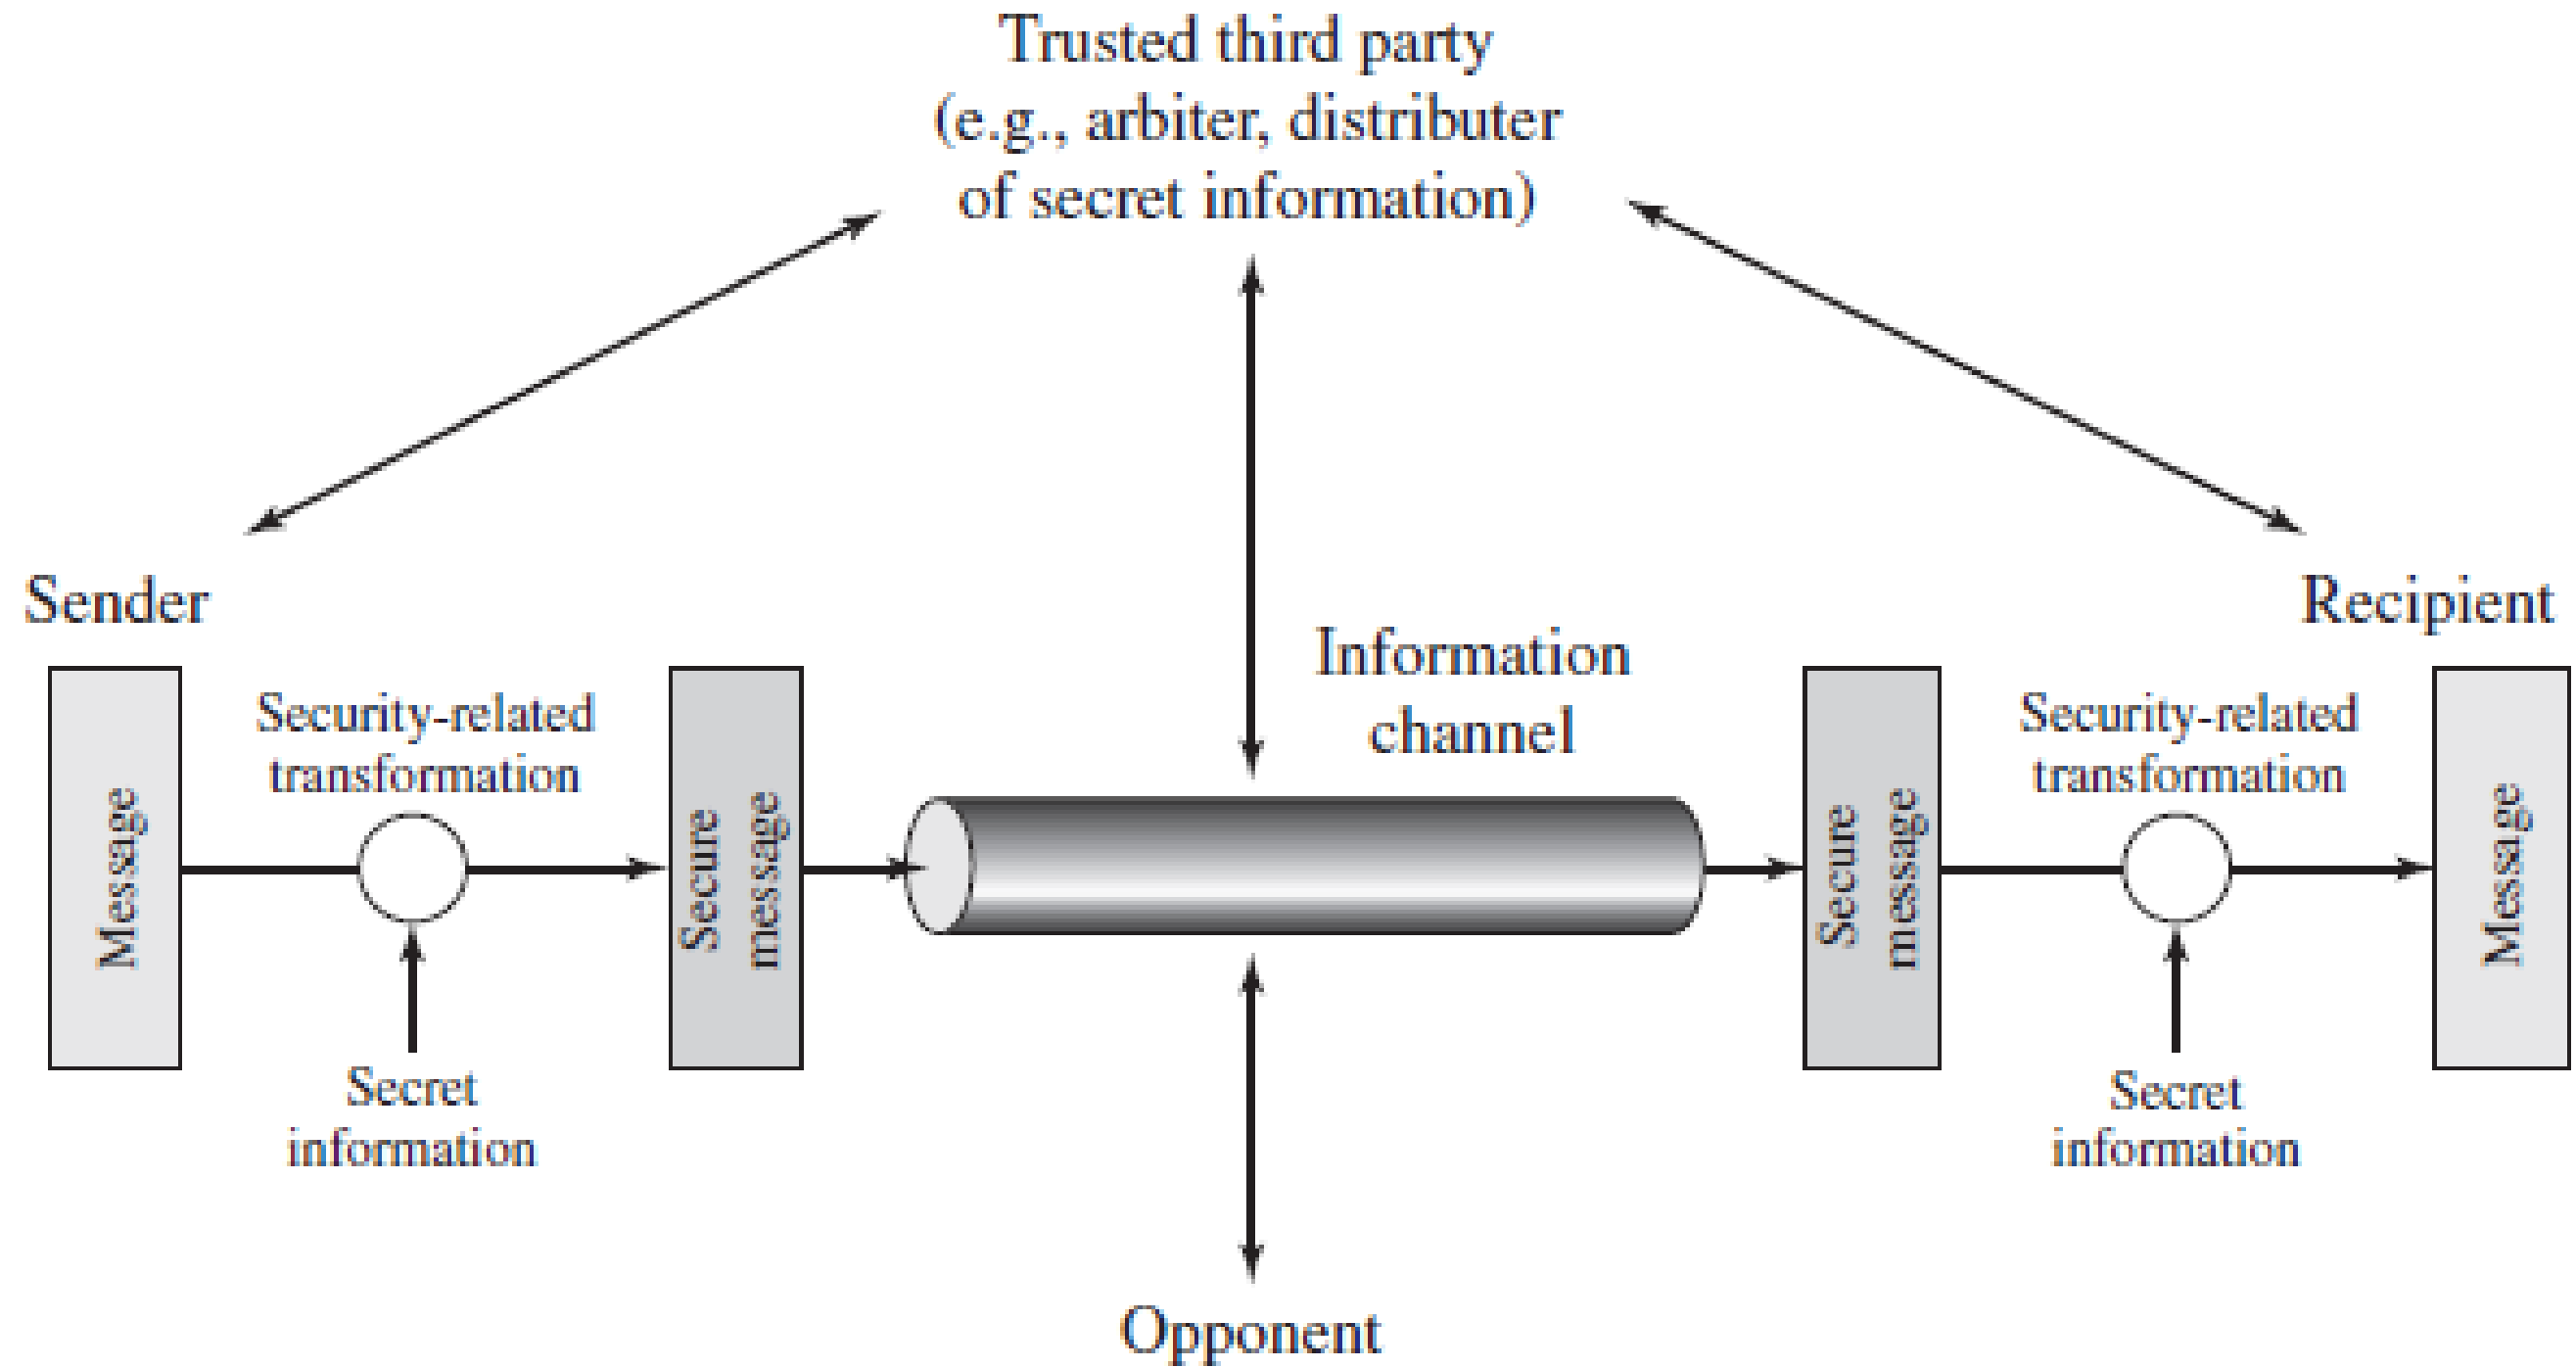 Trusted third party
(e.g., arbiter, distributer
of secret information)
Sender
Recipient
Information
channel
Security-related
transformation
Security-related
transformation
Message
Secure
message
Secure
message
Message
Secret
information
Secret
information
Opponent